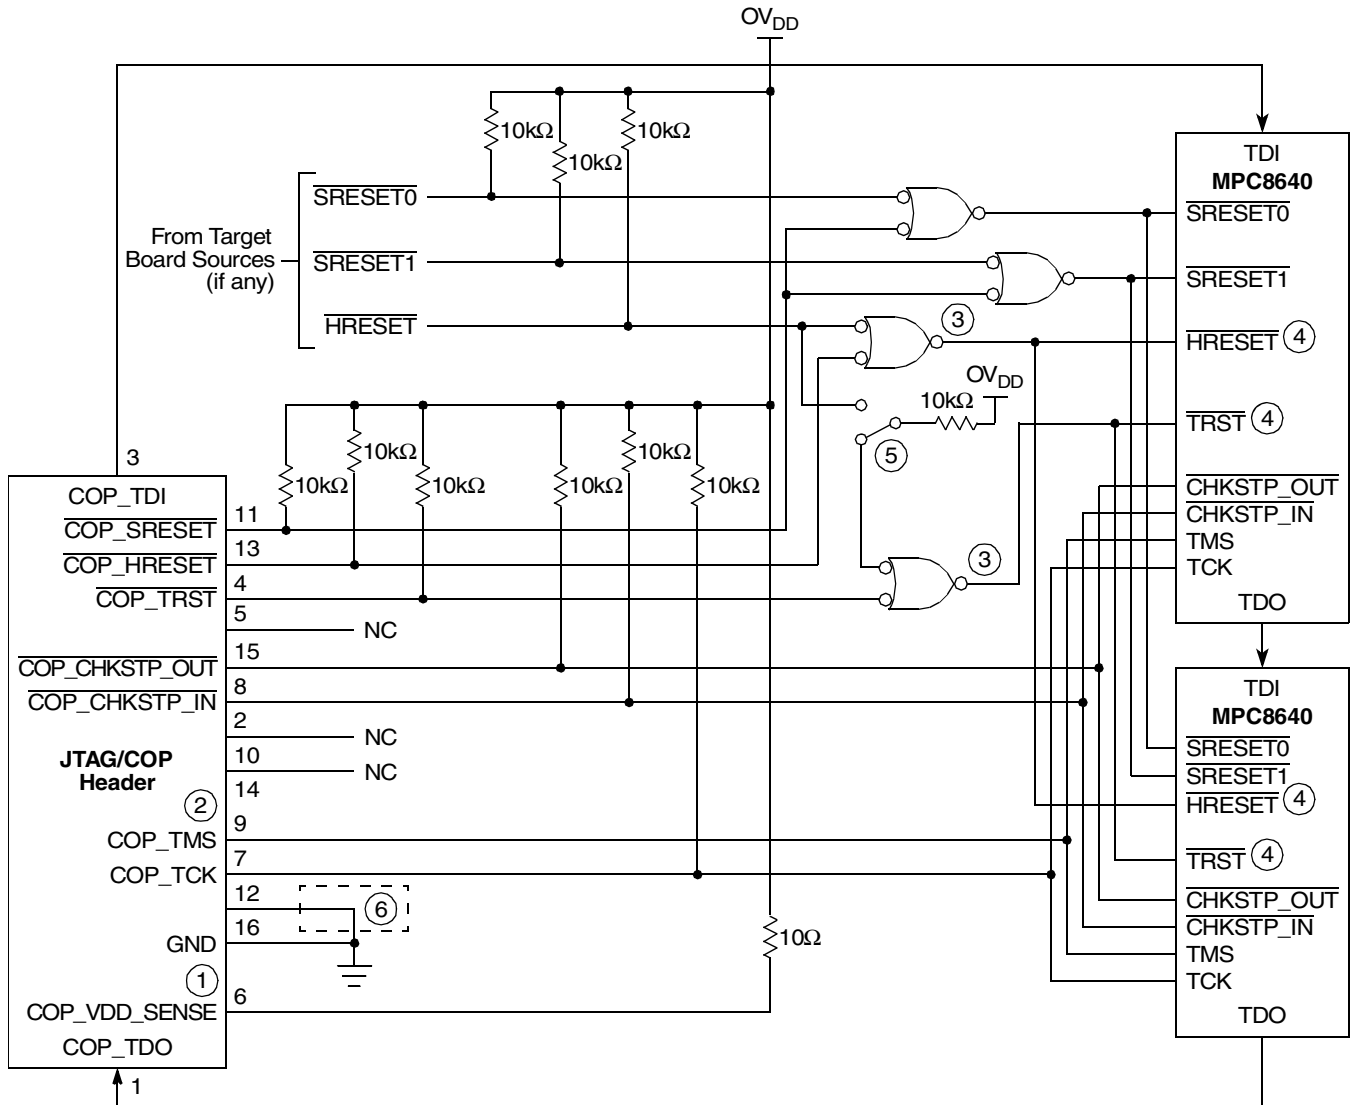 OVDD
10kΩ
10kΩ
10kΩ
SRESET0
From Target
Board Sources
(if any)
SRESET1
HRESET
3
OVDD
10kΩ
5
3
TDI
MPC8640
SRESET0
SRESET1
HRESET 4
TRST 4
CHKSTP_OUT
CHKSTP_IN
TMS
TCK
TDO
10kΩ
10kΩ
10kΩ
10kΩ
10kΩ
10kΩ
3
COP_TDI
COP_SRESET 11
COP_HRESET 13
COP_TRST 4
5 NC
COP_CHKSTP_OUT 15
COP_CHKSTP_IN 8
2 NC
JTAG/COP
Header
10 NC
14
2
COP_TMS 9
COP_TCK 7
12
6
GND 16
1
COP_VDD_SENSE 6
10Ω
COP_TDO
1
TDI
MPC8640
SRESET0
SRESET1
HRESET 4
TRST 4
CHKSTP_OUT
CHKSTP_IN
TMS
TCK
TDO